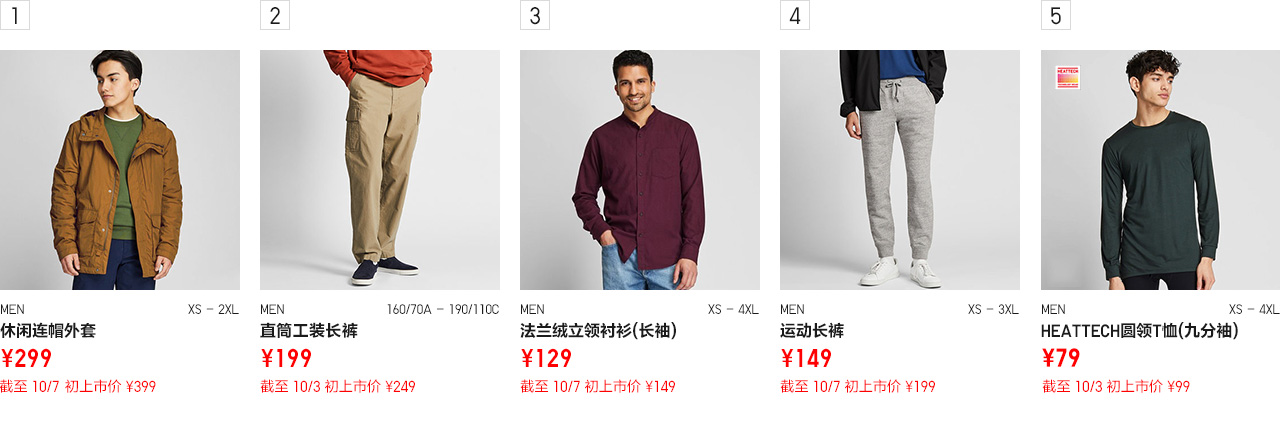 1
MEN XS – 2XL
休闲连帽外套
¥299
截至 10/7 初上市价 ¥399
2
MEN 160/70A – 190/110C
直筒工装长裤
¥199
截至 10/3 初上市价 ¥249
3
MEN XS – 4XL
法兰绒立领衬衫(长袖)
¥129
截至 10/7 初上市价 ¥149
4
MEN XS – 3XL
运动长裤
¥149
截至 10/7 初上市价 ¥199
5
HEATTECH
MEN XS – 4XL
HEATTECH圆领T恤(九分袖)
¥79
截至 10/3 初上市价 ¥99